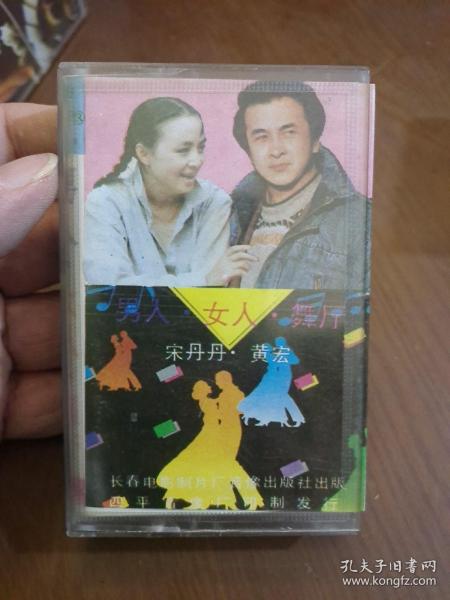 男人·女人·舞厅
宋丹丹·黄宏
长春电影制片厂音像出版社出版
四平 制发行
孔夫子旧书网
www.kongfz.com